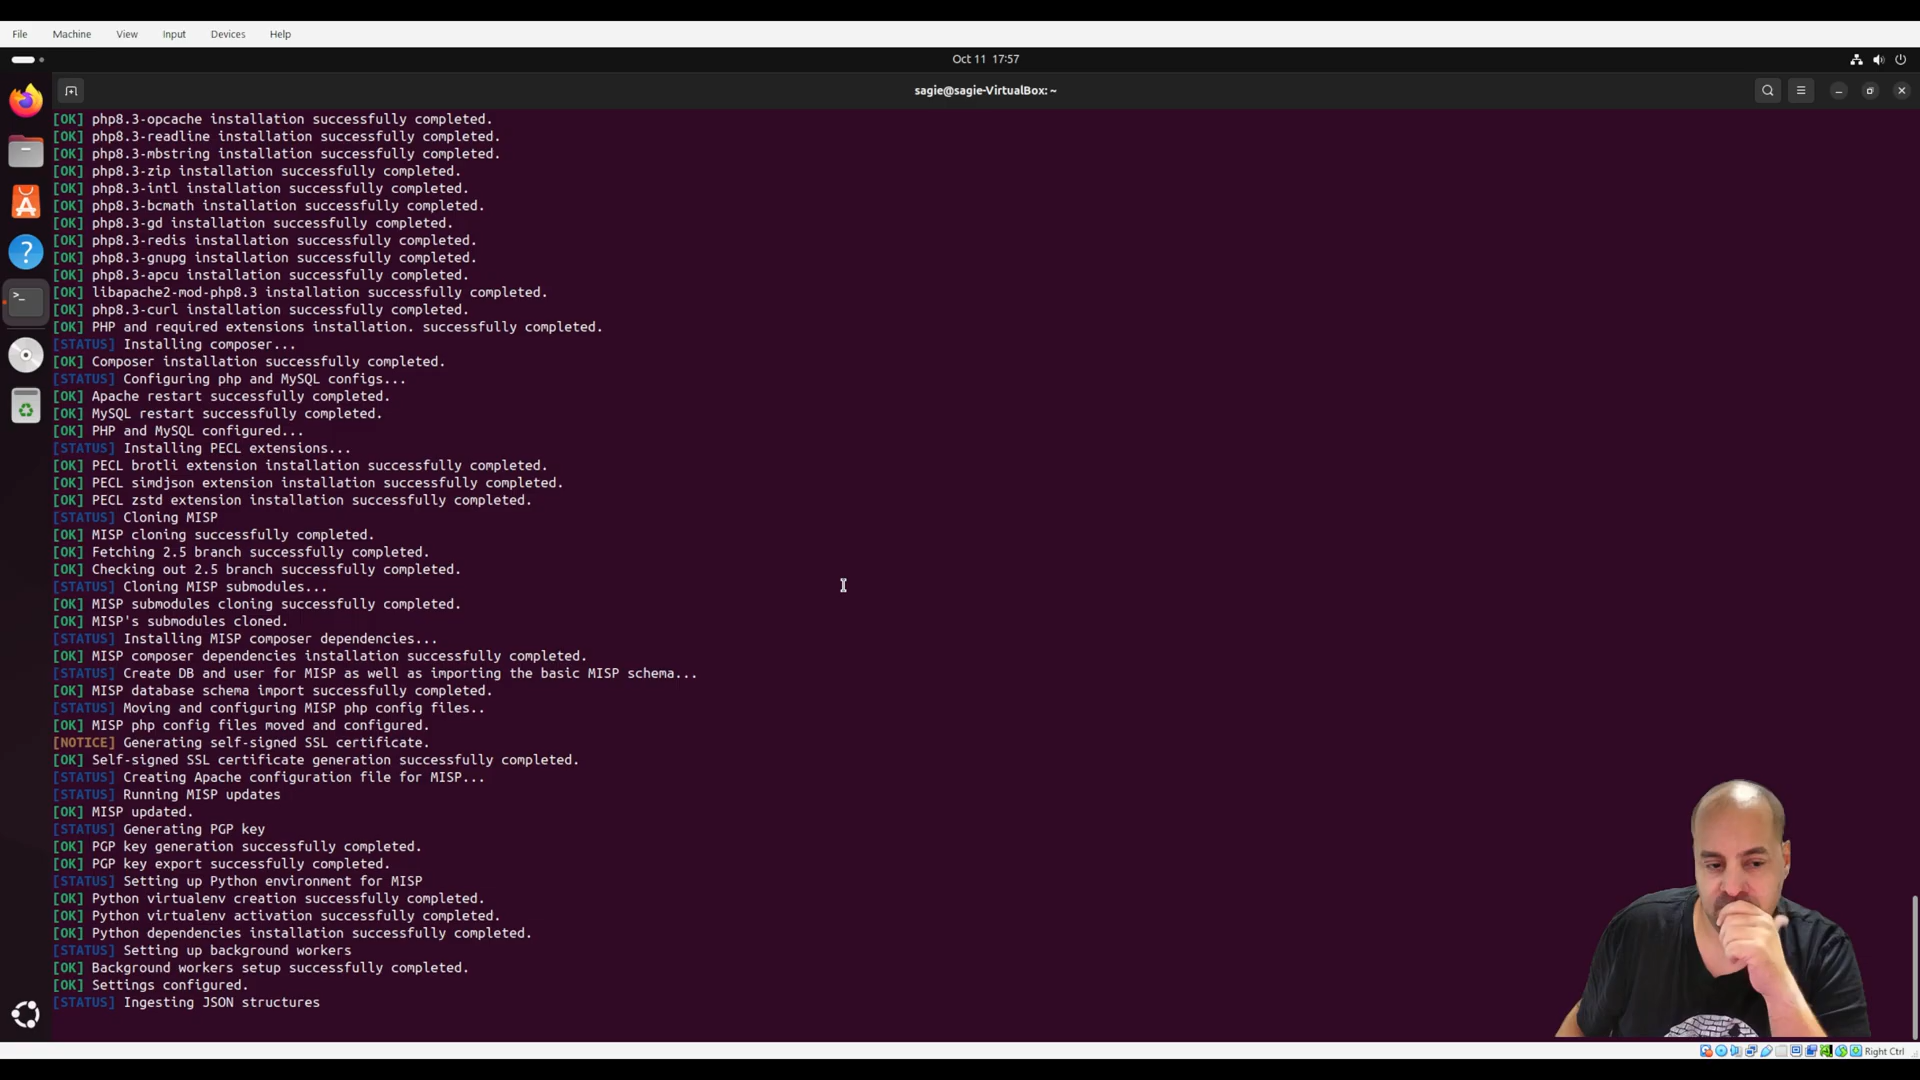 File Machine View Input Devices Help
Oct 11 17:57
sagie@sagie-VirtualBox: ~
[OK] php8.3-opcache installation successfully completed.
[OK] php8.3-readline installation successfully completed.
[OK] php8.3-mbstring installation successfully completed.
[OK] php8.3-zip installation successfully completed.
[OK] php8.3-intl installation successfully completed.
[OK] php8.3-bcmath installation successfully completed.
[OK] php8.3-gd installation successfully completed.
[OK] php8.3-redis installation successfully completed.
[OK] php8.3-gnupg installation successfully completed.
[OK] php8.3-apcu installation successfully completed.
[OK] libapache2-mod-php8.3 installation successfully completed.
[OK] php8.3-curl installation successfully completed.
[OK] PHP and required extensions installation. successfully completed.
[STATUS] Installing composer...
[OK] Composer installation successfully completed.
[STATUS] Configuring php and MySQL configs...
[OK] Apache restart successfully completed.
[OK] MySQL restart successfully completed.
[OK] PHP and MySQL configured...
[STATUS] Installing PECL extensions...
[OK] PECL brotli extension installation successfully completed.
[OK] PECL simdjson extension installation successfully completed.
[OK] PECL zstd extension installation successfully completed.
[STATUS] Cloning MISP
[OK] MISP cloning successfully completed.
[OK] Fetching 2.5 branch successfully completed.
[OK] Checking out 2.5 branch successfully completed.
[STATUS] Cloning MISP submodules...
[OK] MISP submodules cloning successfully completed.
[OK] MISP's submodules cloned.
[STATUS] Installing MISP composer dependencies...
[OK] MISP composer dependencies installation successfully completed.
[STATUS] Create DB and user for MISP as well as importing the basic MISP schema...
[OK] MISP database schema import successfully completed.
[STATUS] Moving and configuring MISP php config files..
[OK] MISP php config files moved and configured.
[NOTICE] Generating self-signed SSL certificate.
[OK] Self-signed SSL certificate generation successfully completed.
[STATUS] Creating Apache configuration file for MISP...
[STATUS] Running MISP updates
[OK] MISP updated.
[STATUS] Generating PGP key
[OK] PGP key generation successfully completed.
[OK] PGP key export successfully completed.
[STATUS] Setting up Python environment for MISP
[OK] Python virtualenv creation successfully completed.
[OK] Python virtualenv activation successfully completed.
[OK] Python dependencies installation successfully completed.
[STATUS] Setting up background workers
[OK] Background workers setup successfully completed.
[OK] Settings configured.
[STATUS] Ingesting JSON structures
Right Ctrl